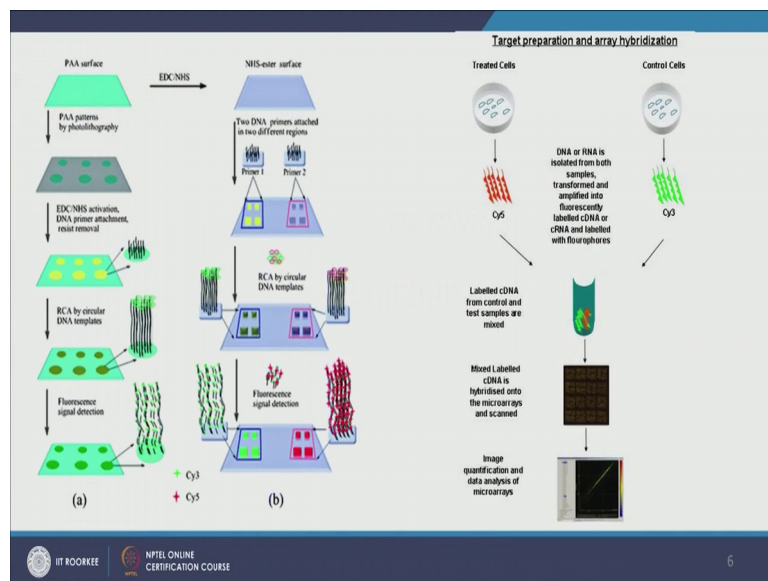 PAA surface
EDC/NHS
NHS-ester surface
PAA patterns
by photolithography
EDC/NHS activation,
DNA primer attachment,
resist removal
RCA by circular
DNA templates
Fluorescence
signal detection
(a)
Two DNA primers attached
in two different regions
Primer 1
Primer 2
RCA by circular
DNA templates
Fluorescence
signal detection
Cy3
Cy5
(b)
Target preparation and array hybridization
Treated Cells
Control Cells
DNA or RNA is
isolated from both
samples,
transformed and
amplified into
fluorescently
labelled cDNA or
cRNA and labelled
with flourophores
Cy5
Cy3
Labelled cDNA
from control and
test samples are
mixed
Mixed Labelled
cDNA is
hybridised onto
the microarrays
and scanned
Image
quantification and
data analysis of
microarrays
IIT ROORKEE
NPTEL ONLINE
CERTIFICATION COURSE
6